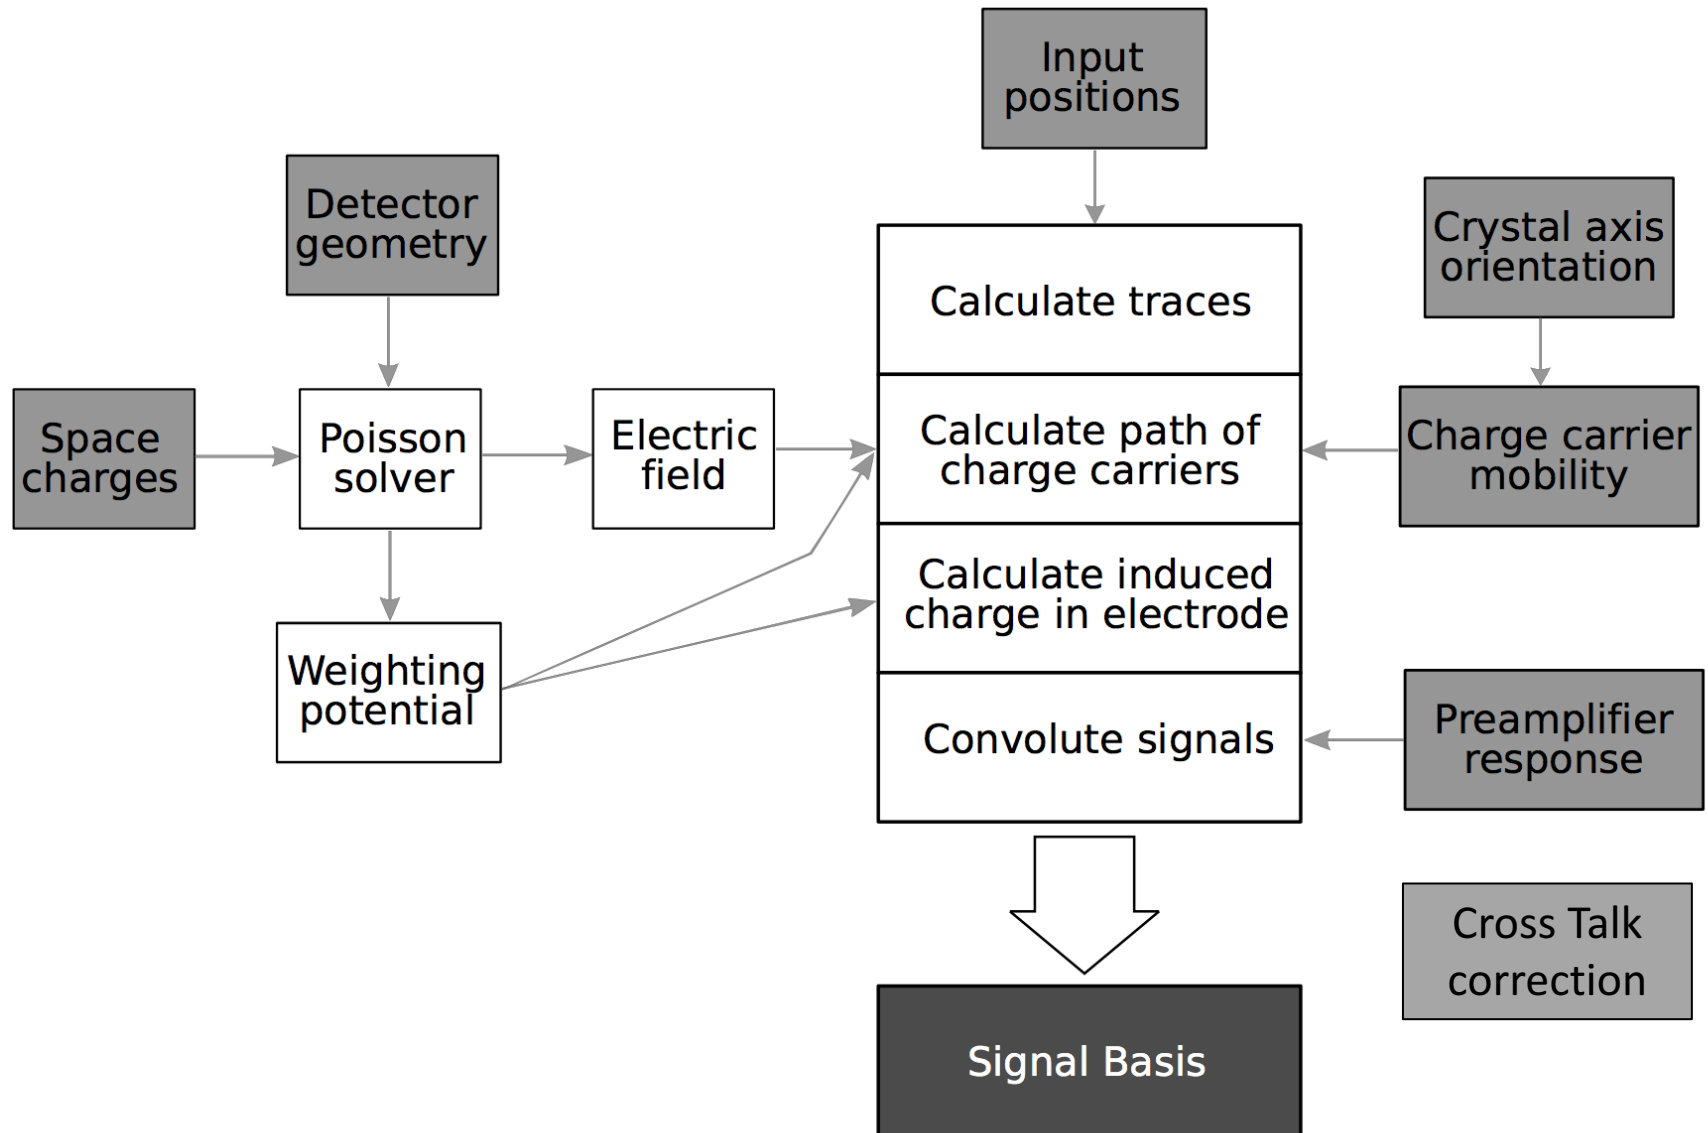 Input
positions
Detector
geometry
Crystal axis
orientation
Calculate traces
Space
charges
Poisson
solver
Electric
field
Calculate path of
charge carriers
Charge carrier
mobility
Calculate induced
charge in electrode
Weighting
potential
Convolute signals
Preamplifier
response
Cross Talk
correction
Signal Basis